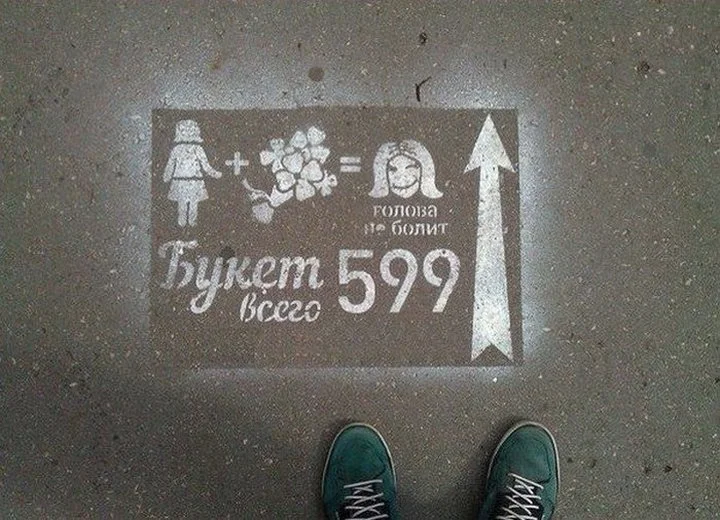 + =
голова
не болит
Букет 599
всего